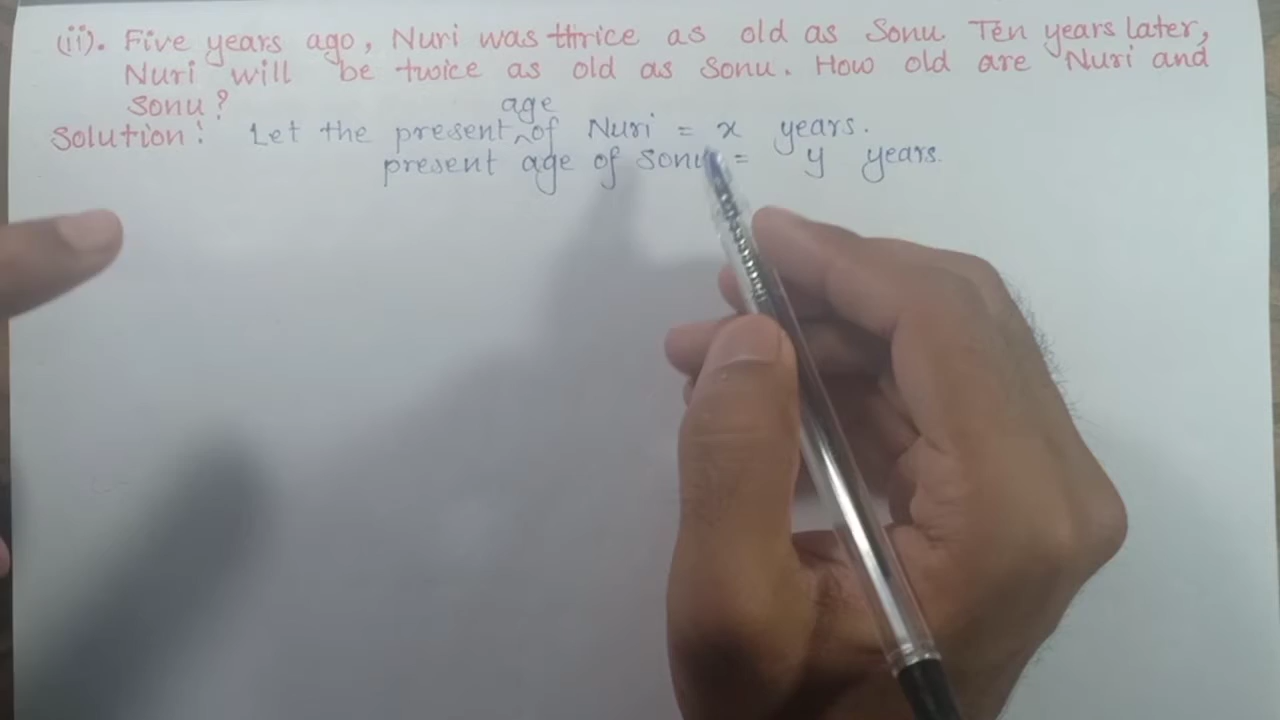 (ii). Five years ago, Nuri was thrice as old as Sonu. Ten years later,
Nuri will be twice as old as Sonu. How old are Nuri and
Sonu?
age
Solution: Let the present ^ of Nuri = x years.
present age of Sonu = y years.